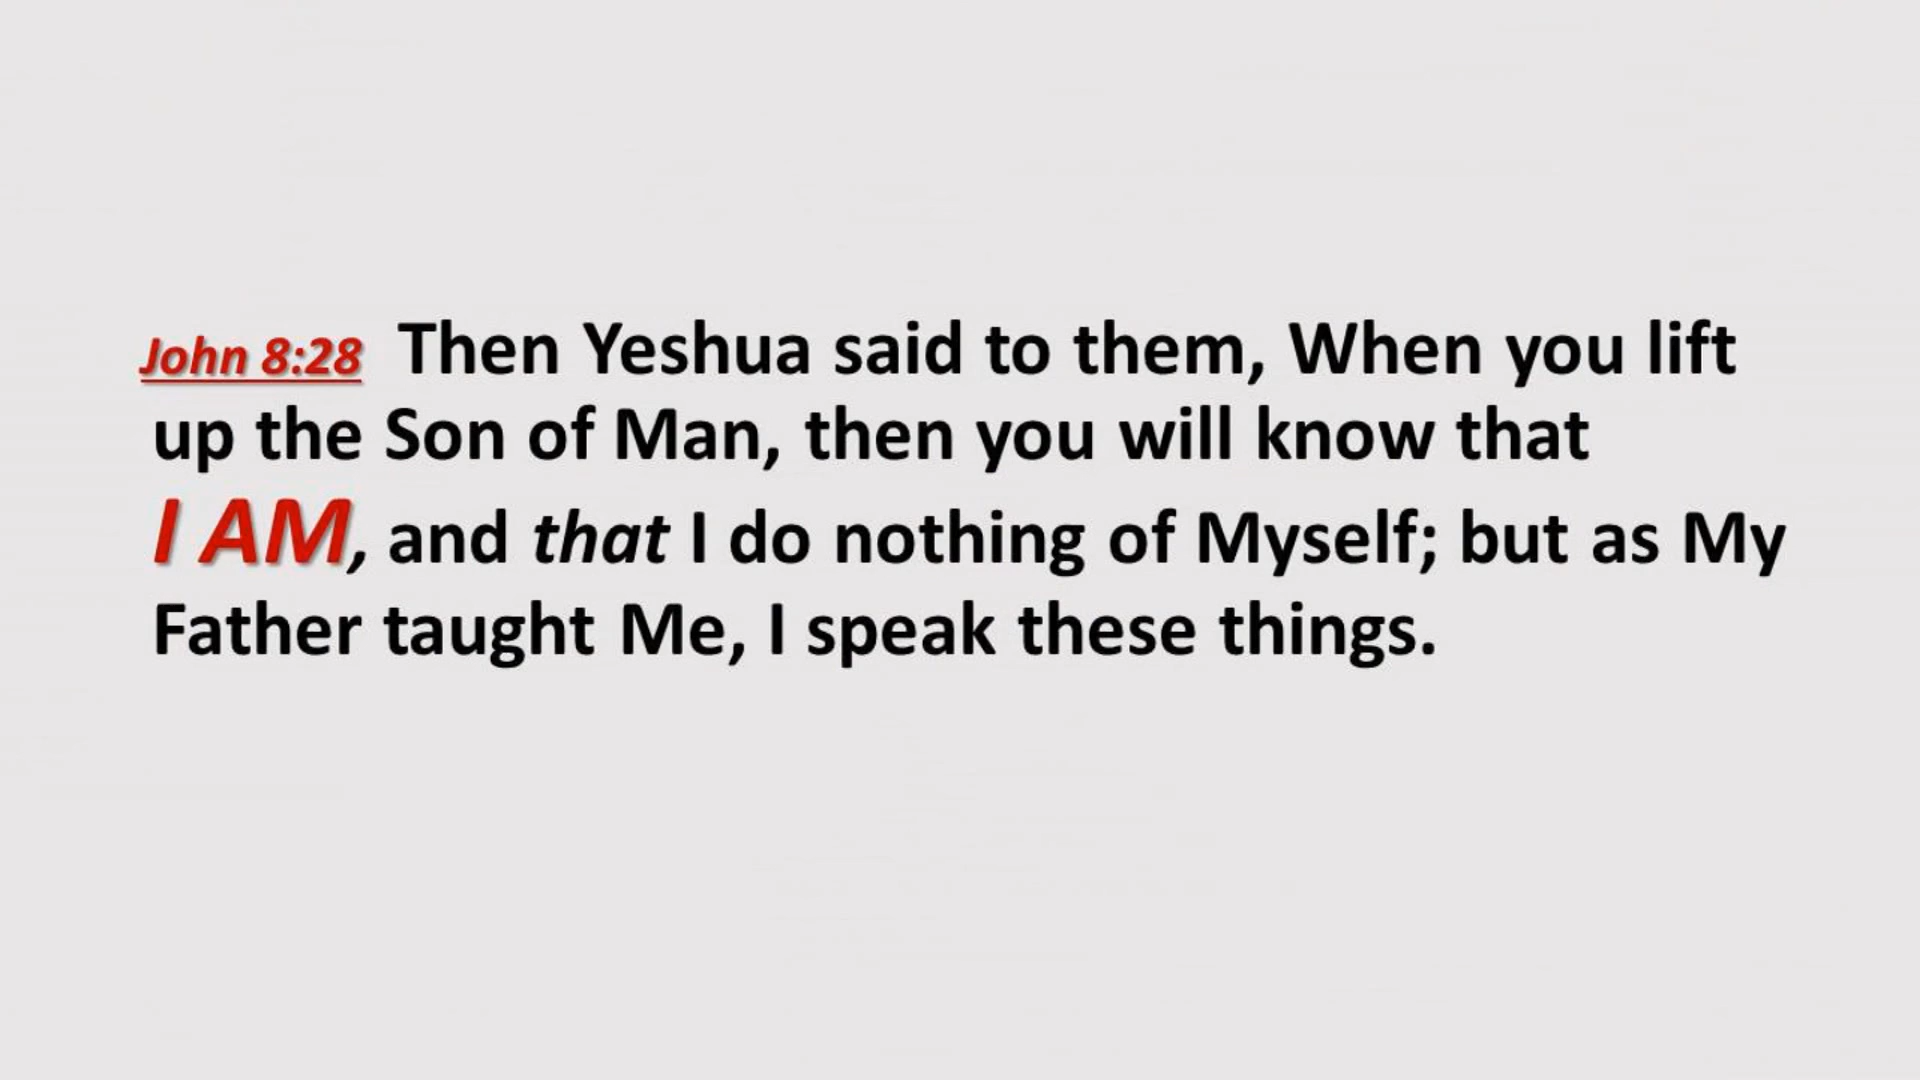 John 8:28 Then Yeshua said to them, When you lift
up the Son of Man, then you will know that
I AM, and that I do nothing of Myself; but as My
Father taught Me, I speak these things.